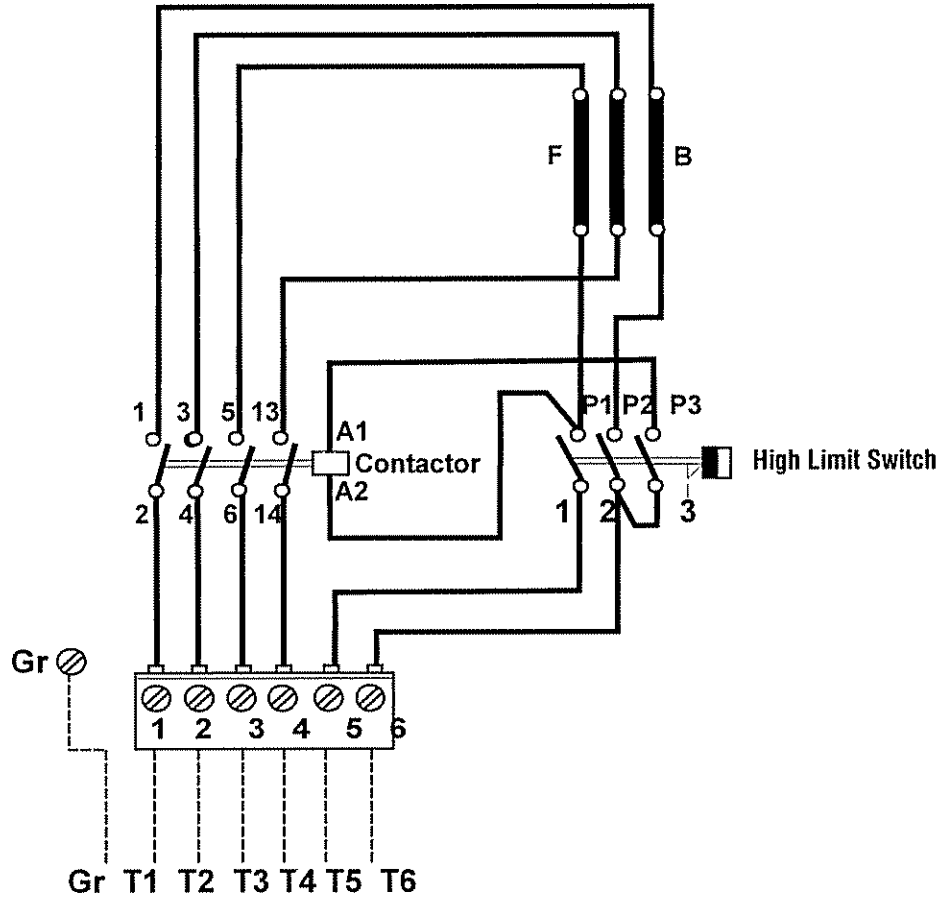 F B
P1 P2 P3
1 3 5 13
A1
Contactor
High Limit Switch
A2
2 4 6 14
1 2 3
Gr
1 2 3 4 5 6
Gr T1 T2 T3 T4 T5 T6